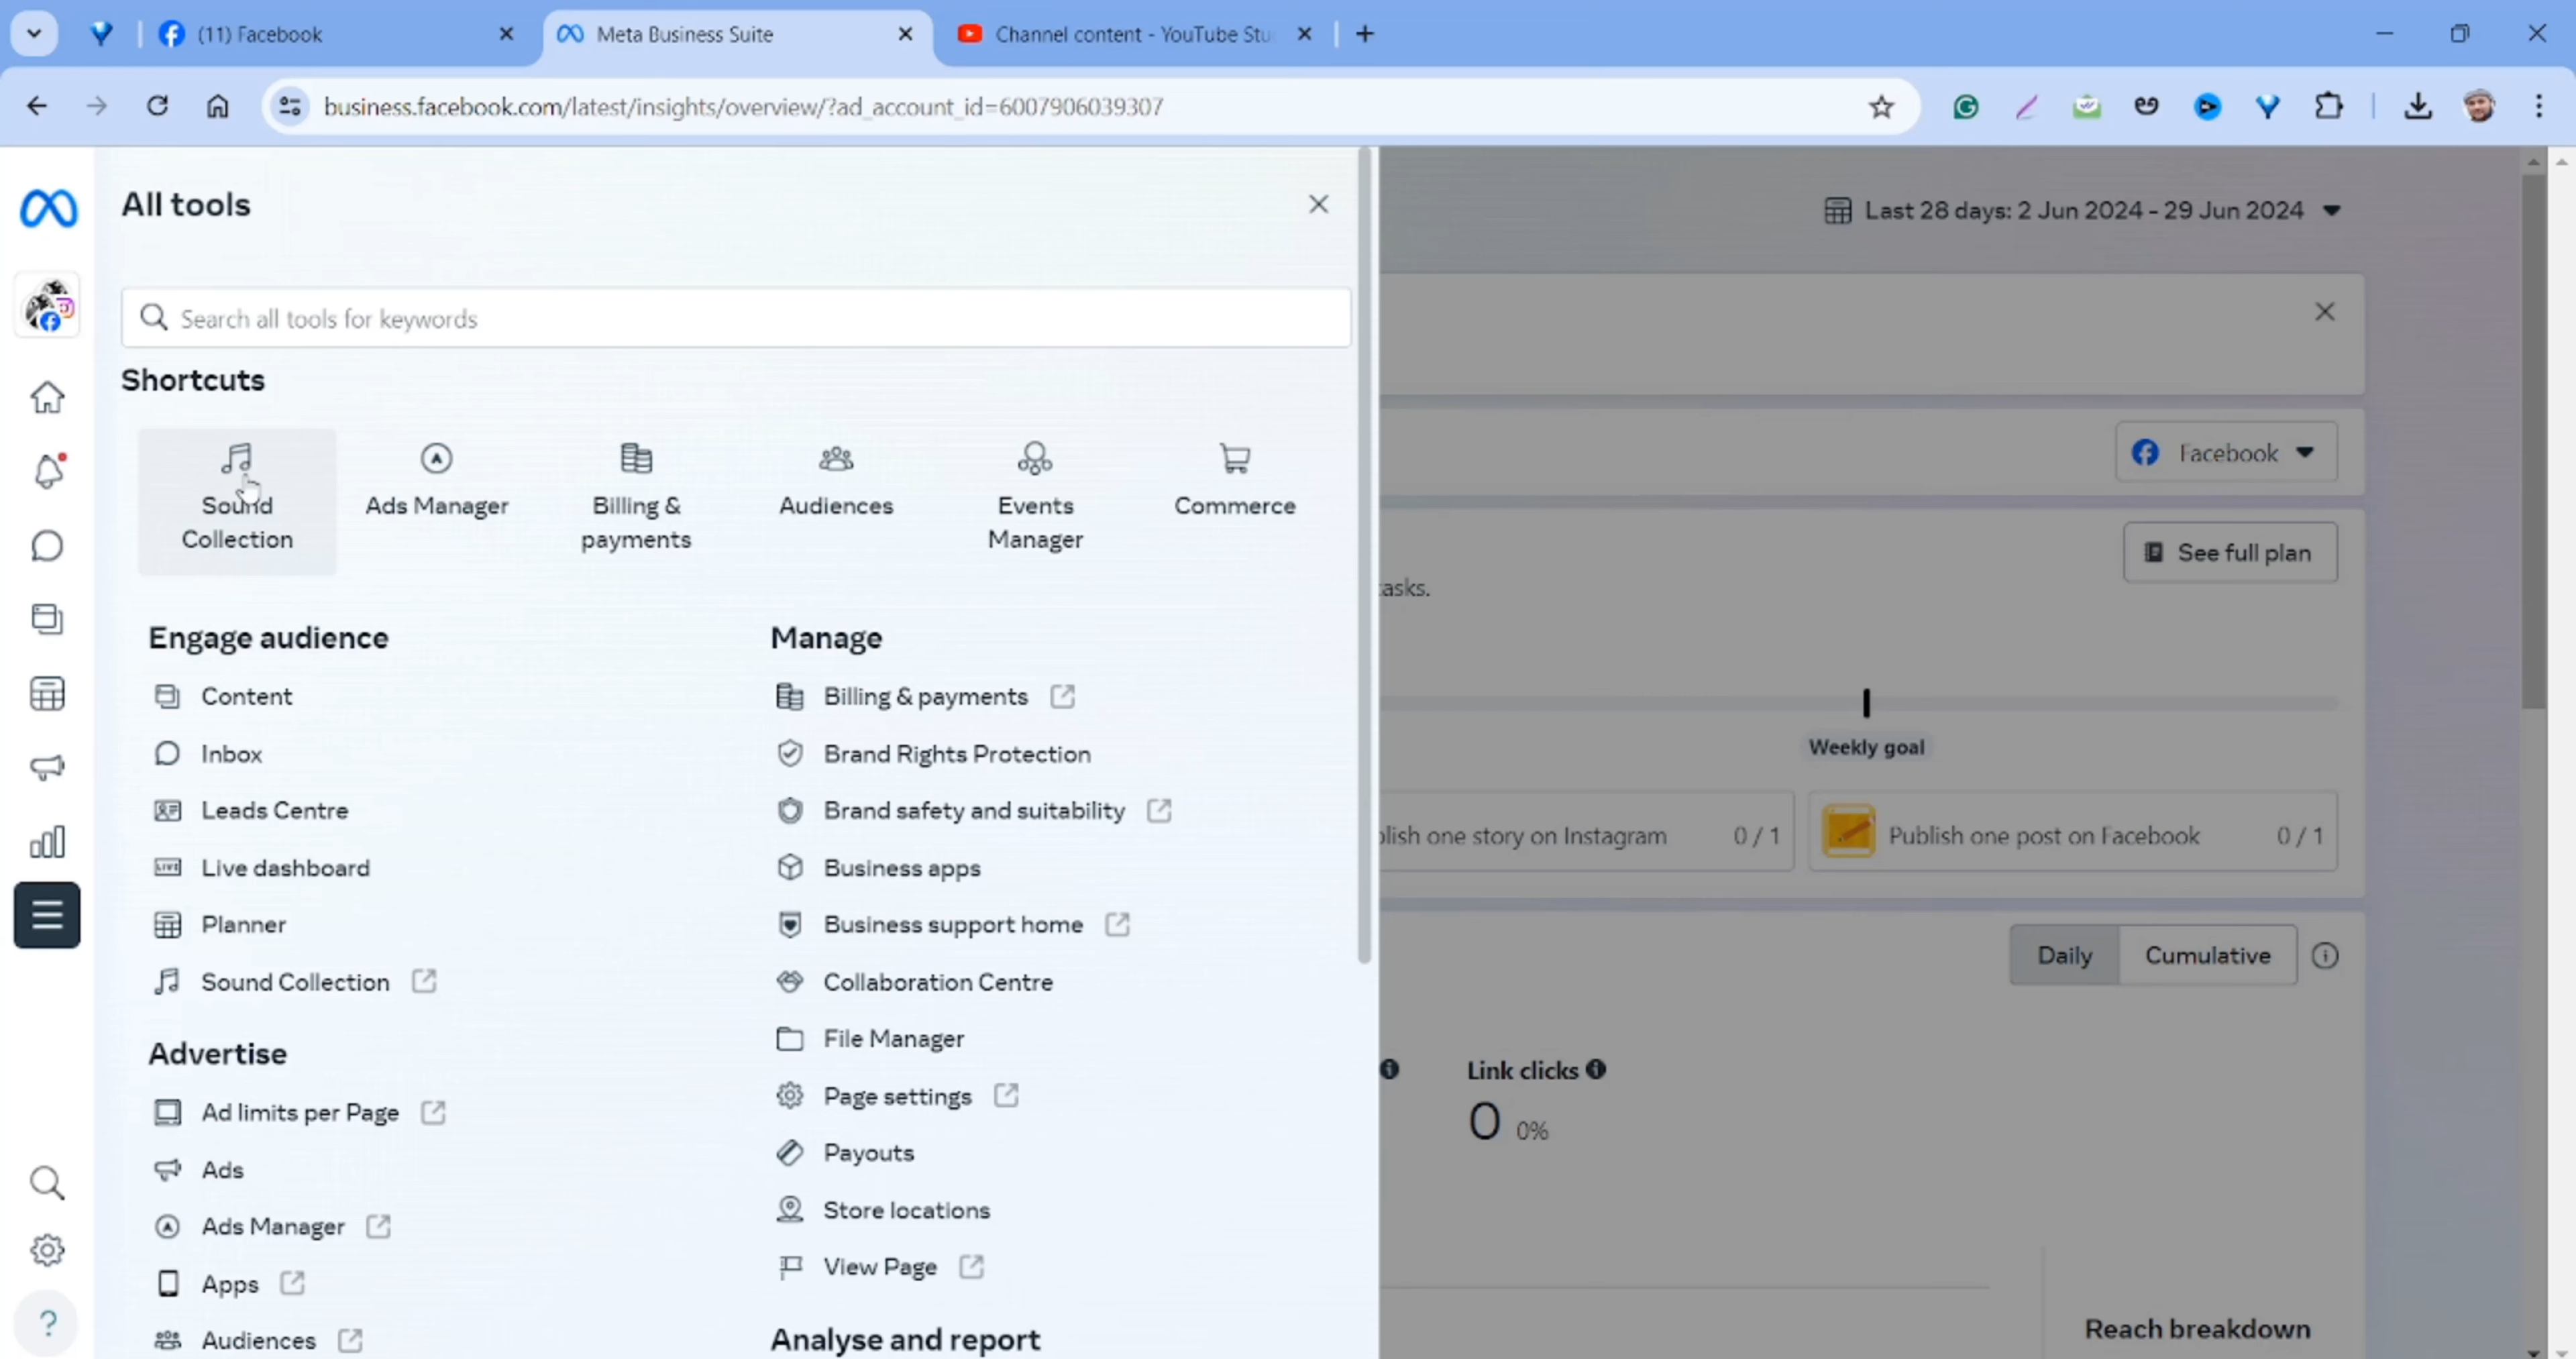 (11) Facebook
Meta Business Suite
Channel content - YouTube Stu
business.facebook.com/latest/insights/overview/?ad_account_id=6007906039307
All tools
Last 28 days: 2 Jun 2024 - 29 Jun 2024
Search all tools for keywords
Shortcuts
Sound Collection
Ads Manager
Billing & payments
Audiences
Events Manager
Commerce
Facebook
See full plan
asks.
Engage audience
Content
Inbox
Leads Centre
LIVE
Live dashboard
Planner
Sound Collection
Advertise
Ad limits per Page
Ads
Ads Manager
Apps
Audiences
Manage
Billing & payments
Brand Rights Protection
Brand safety and suitability
Business apps
Business support home
Collaboration Centre
File Manager
Page settings
Payouts
Store locations
View Page
Analyse and report
Weekly goal
lish one story on Instagram 0 / 1
Publish one post on Facebook 0 / 1
Daily
Cumulative
Link clicks
0 0%
Reach breakdown